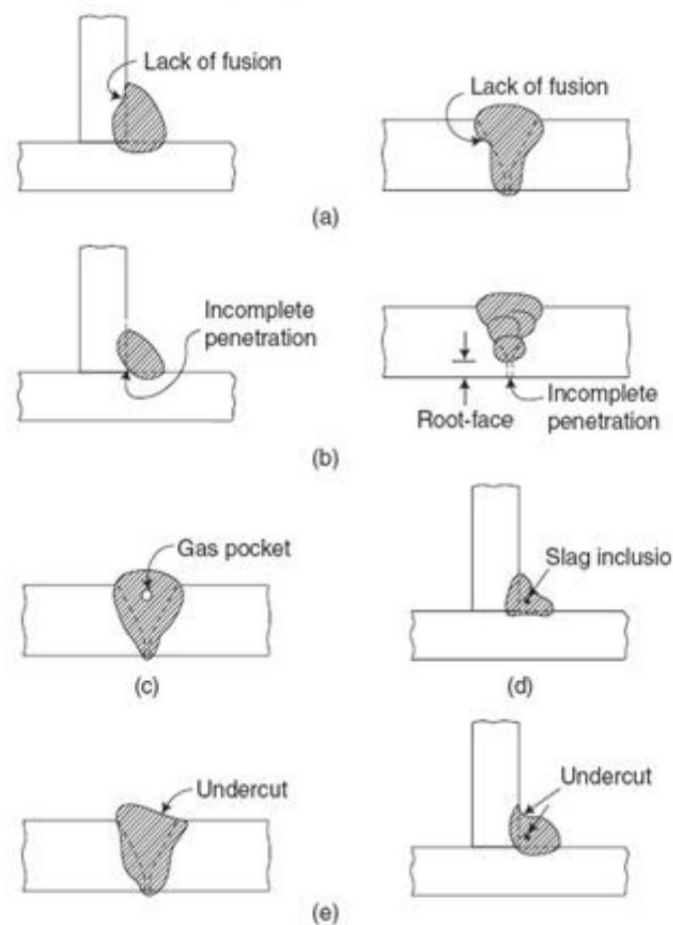 Lack of fusion
Lack of fusion
(a)
Incomplete
penetration
Root-face
Incomplete
penetration
(b)
Gas pocket
(c)
Slag inclusio
(d)
Undercut
Undercut
(e)